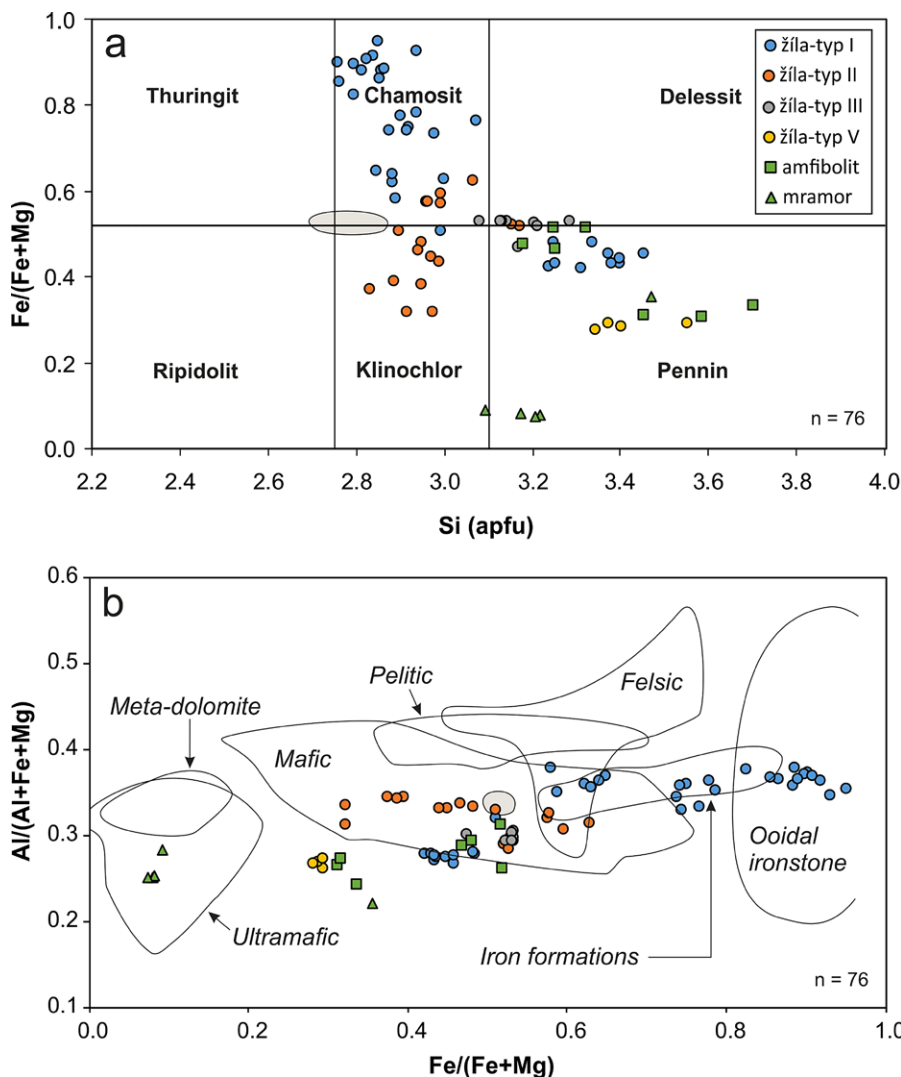 a
1.0
0.8
0.6
0.4
0.2
0.0
Fe/(Fe+Mg)
Thuringit
Chamosit
Delessit
Ripidolit
Klinochlor
Pennin
žíla-typ I
žíla-typ II
žíla-typ III
žíla-typ V
amfibolit
mramor
n = 76
2.2 2.4 2.6 2.8 3.0 3.2 3.4 3.6 3.8 4.0
Si (apfu)
b
0.6
0.5
0.4
0.3
0.2
0.1
Al/(Al+Fe+Mg)
Meta-dolomite
Pelitic
Felsic
Mafic
Ultramafic
Iron formations
Ooidal
ironstone
n = 76
0.0 0.2 0.4 0.6 0.8 1.0
Fe/(Fe+Mg)